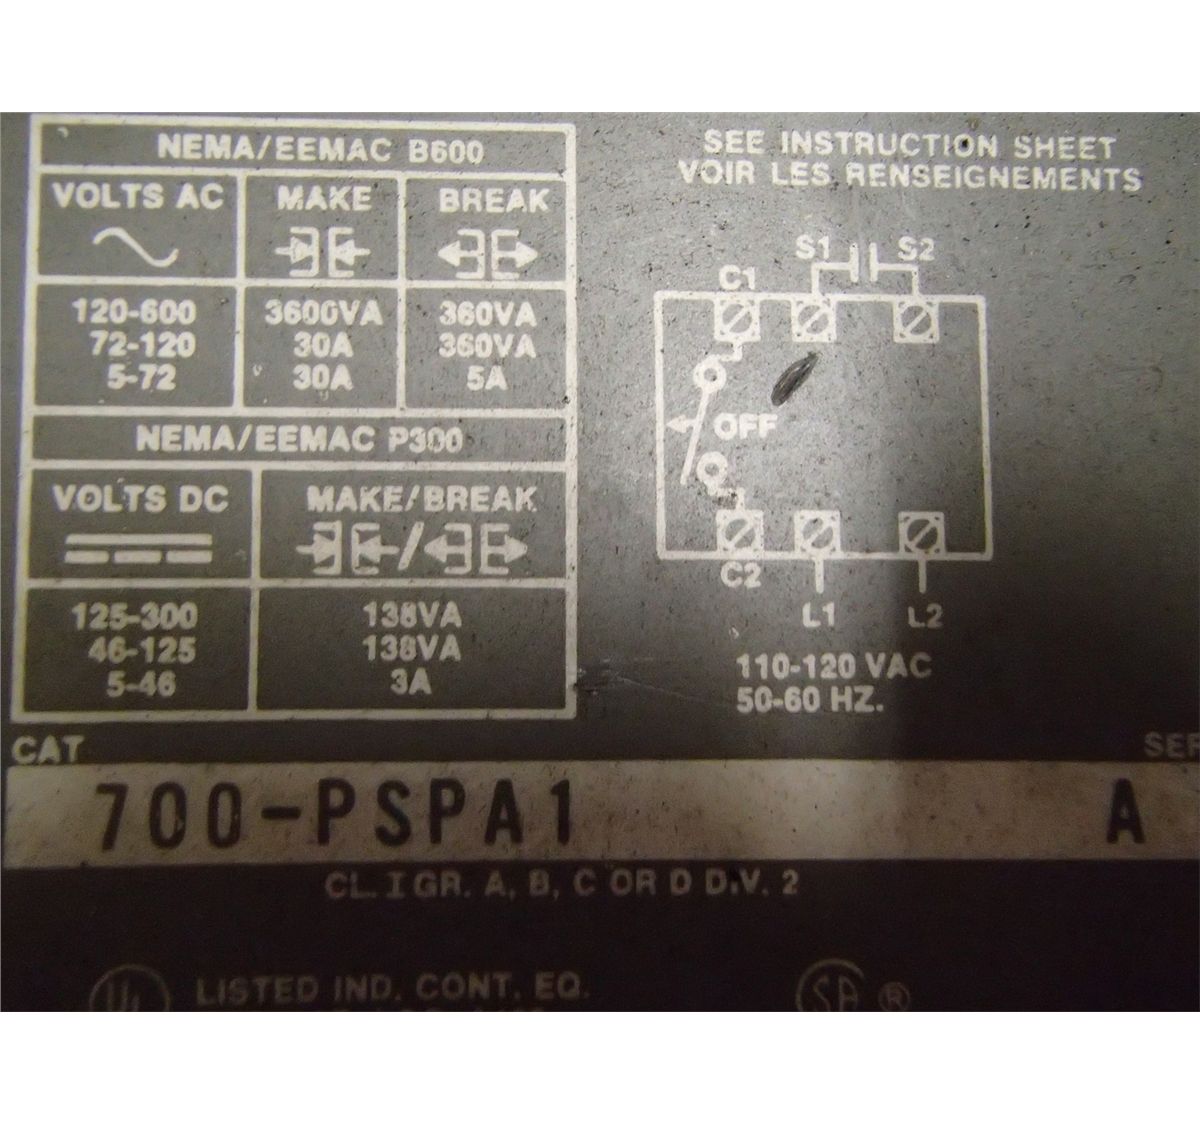 NEMA/EEMAC B600
VOLTS AC MAKE BREAK
120-600 3600VA 360VA
72-120 30A 360VA
5-72 30A 5A
NEMA/EEMAC P300
VOLTS DC MAKE/BREAK
125-300 138VA
46-125 138VA
5-46 3A
SEE INSTRUCTION SHEET
VOIR LES RENSEIGNEMENTS
S1 S2
C1
OFF
C2
L1 L2
110-120 VAC
50-60 HZ.
CAT
700-PSPA1 A
CL. I GR. A, B, C OR D DIV. 2
UL LISTED IND. CONT. EQ. SA ®